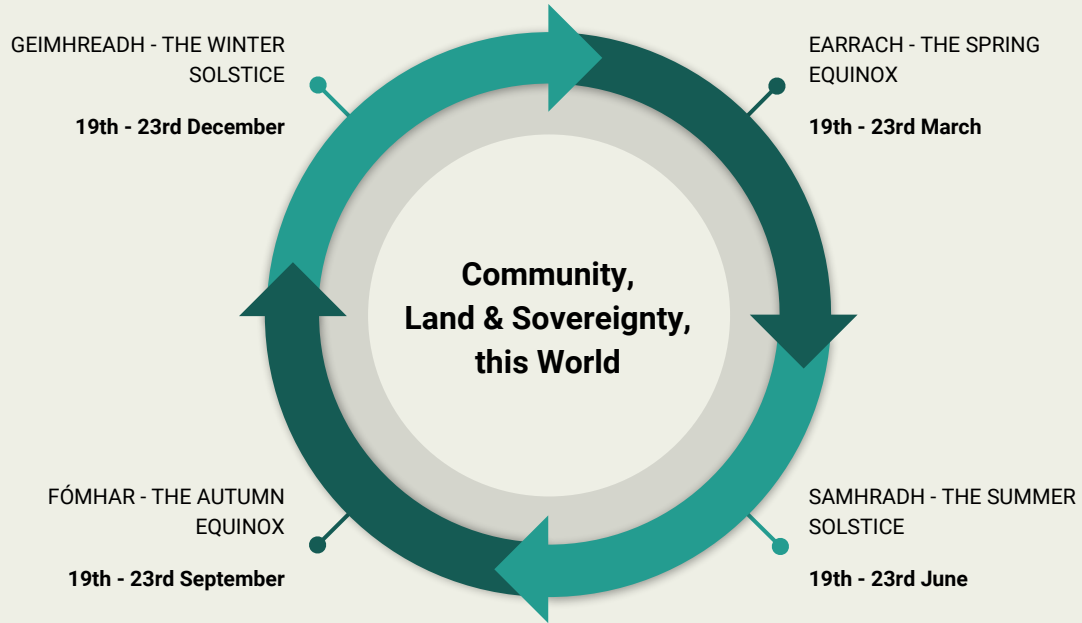 GEIMHREADH - THE WINTER
SOLSTICE
19th - 23rd December
EARRACH - THE SPRING
EQUINOX
19th - 23rd March
Community,
Land & Sovereignty,
this World
FÓMHAR - THE AUTUMN
EQUINOX
19th - 23rd September
SAMHRADH - THE SUMMER
SOLSTICE
19th - 23rd June